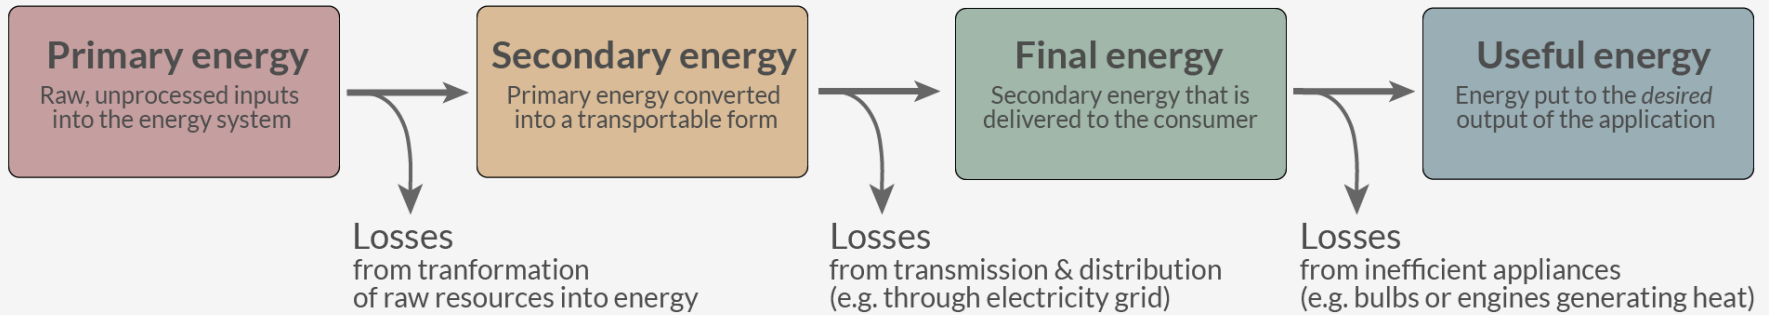 Primary energy
Raw, unprocessed inputs
into the energy system
Secondary energy
Primary energy converted
into a transportable form
Final energy
Secondary energy that is
delivered to the consumer
Useful energy
Energy put to the desired
output of the application
Losses
from tranformation
of raw resources into energy
Losses
from transmission & distribution
(e.g. through electricity grid)
Losses
from inefficient appliances
(e.g. bulbs or engines generating heat)